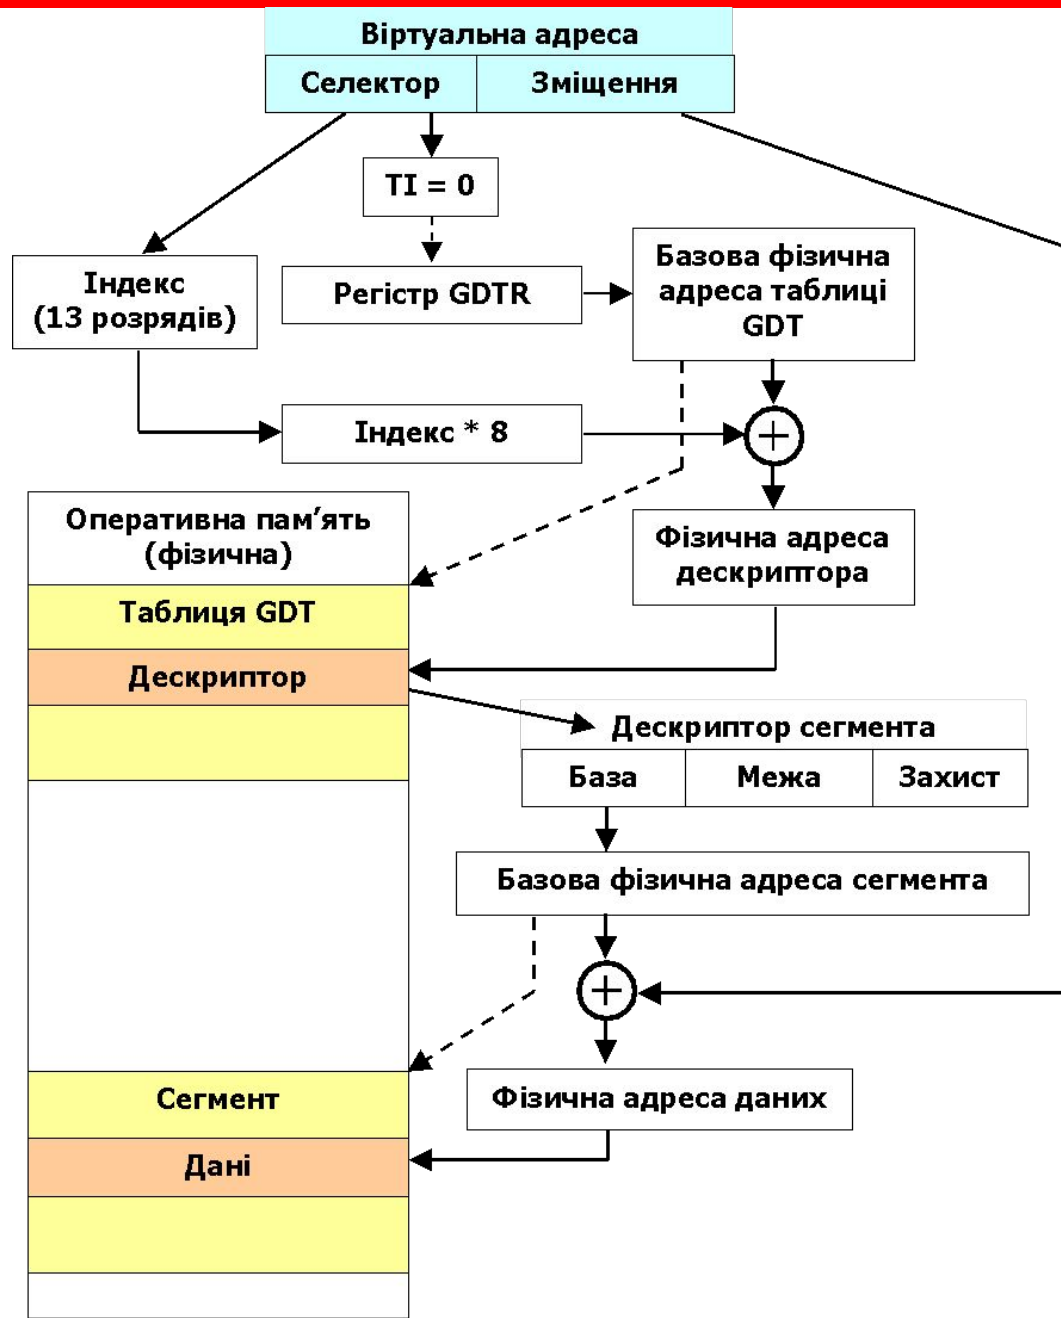 Віртуальна адреса
Селектор
Зміщення
TI = 0
Індекс
(13 розрядів)
Регістр GDTR
Базова фізична
адреса таблиці
GDT
Індекс * 8
Оперативна пам’ять
(фізична)
Фізична адреса
дескриптора
Таблиця GDT
Дескриптор
Дескриптор сегмента
База
Межа
Захист
Базова фізична адреса сегмента
Сегмент
Фізична адреса даних
Дані